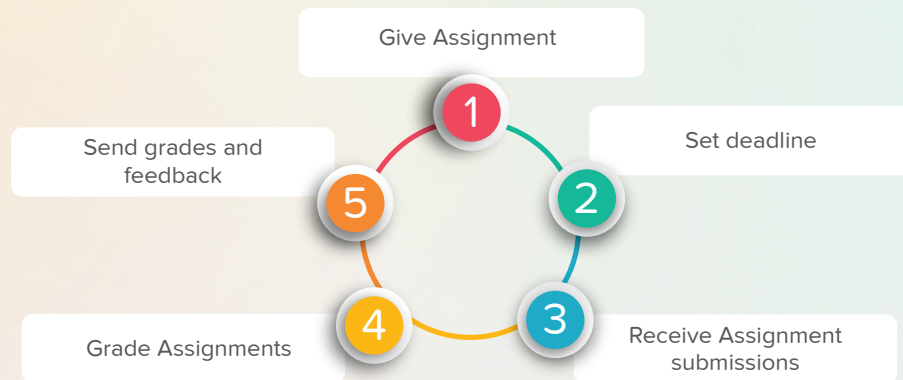 Give Assignment
1
Set deadline
2
Receive Assignment
submissions
3
Grade Assignments
4
Send grades and
feedback
5